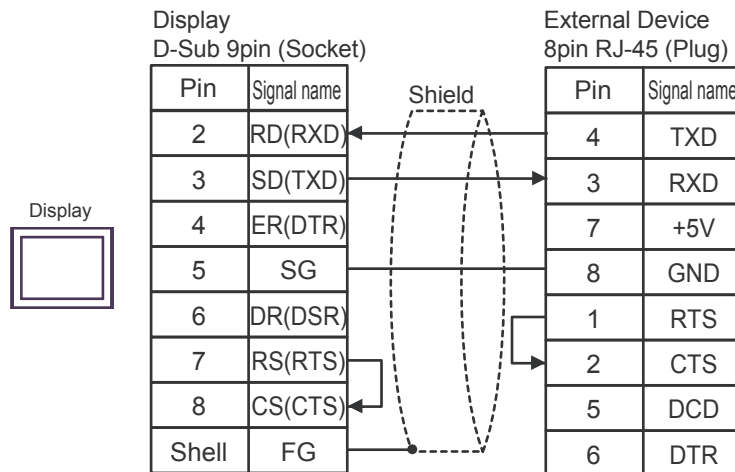 Display
D-Sub 9pin (Socket)
External Device
8pin RJ-45 (Plug)
Pin Signal name
Shield
Pin Signal name
2 RD(RXD)
4 TXD
3 SD(TXD)
3 RXD
Display
4 ER(DTR)
7 +5V
5 SG
8 GND
6 DR(DSR)
1 RTS
7 RS(RTS)
2 CTS
8 CS(CTS)
5 DCD
Shell FG
6 DTR